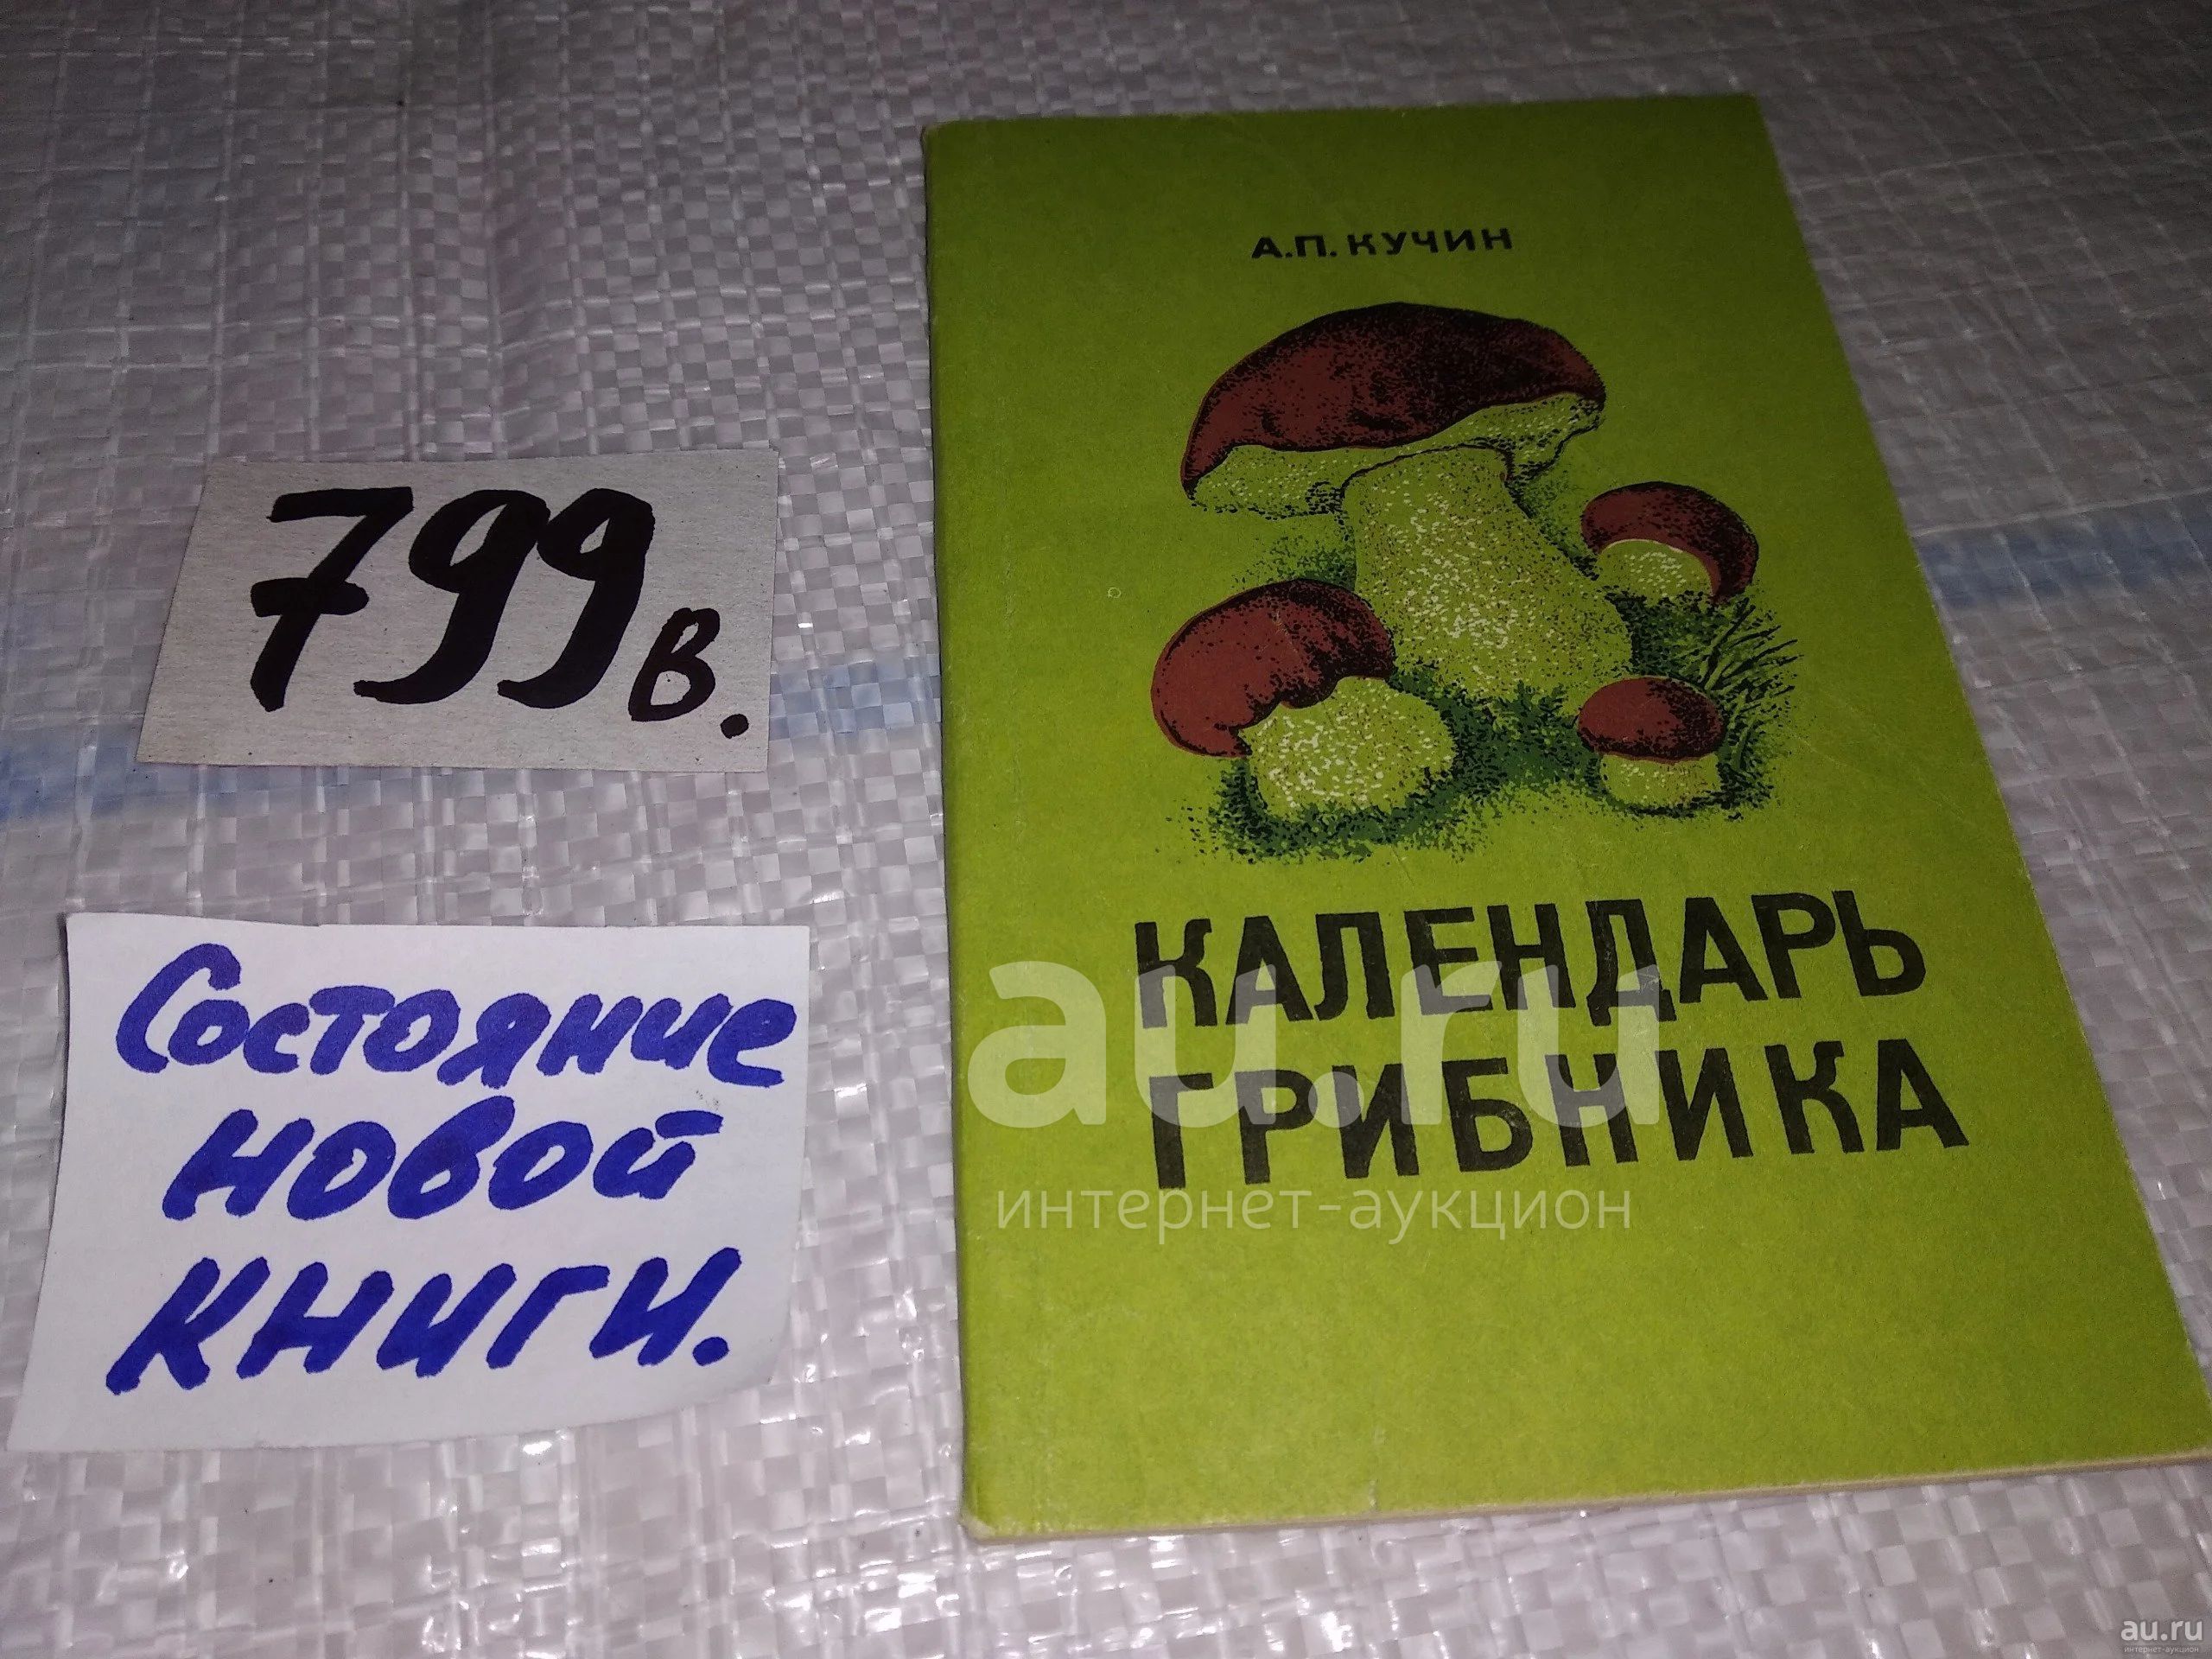 799в.
Состояние
новой
книги.
А.П. КУЧИН
КАЛЕНДАРЬ
ГРИБНИКА
au.ru
интернет-аукцион
au.ru
интернет-аукцион